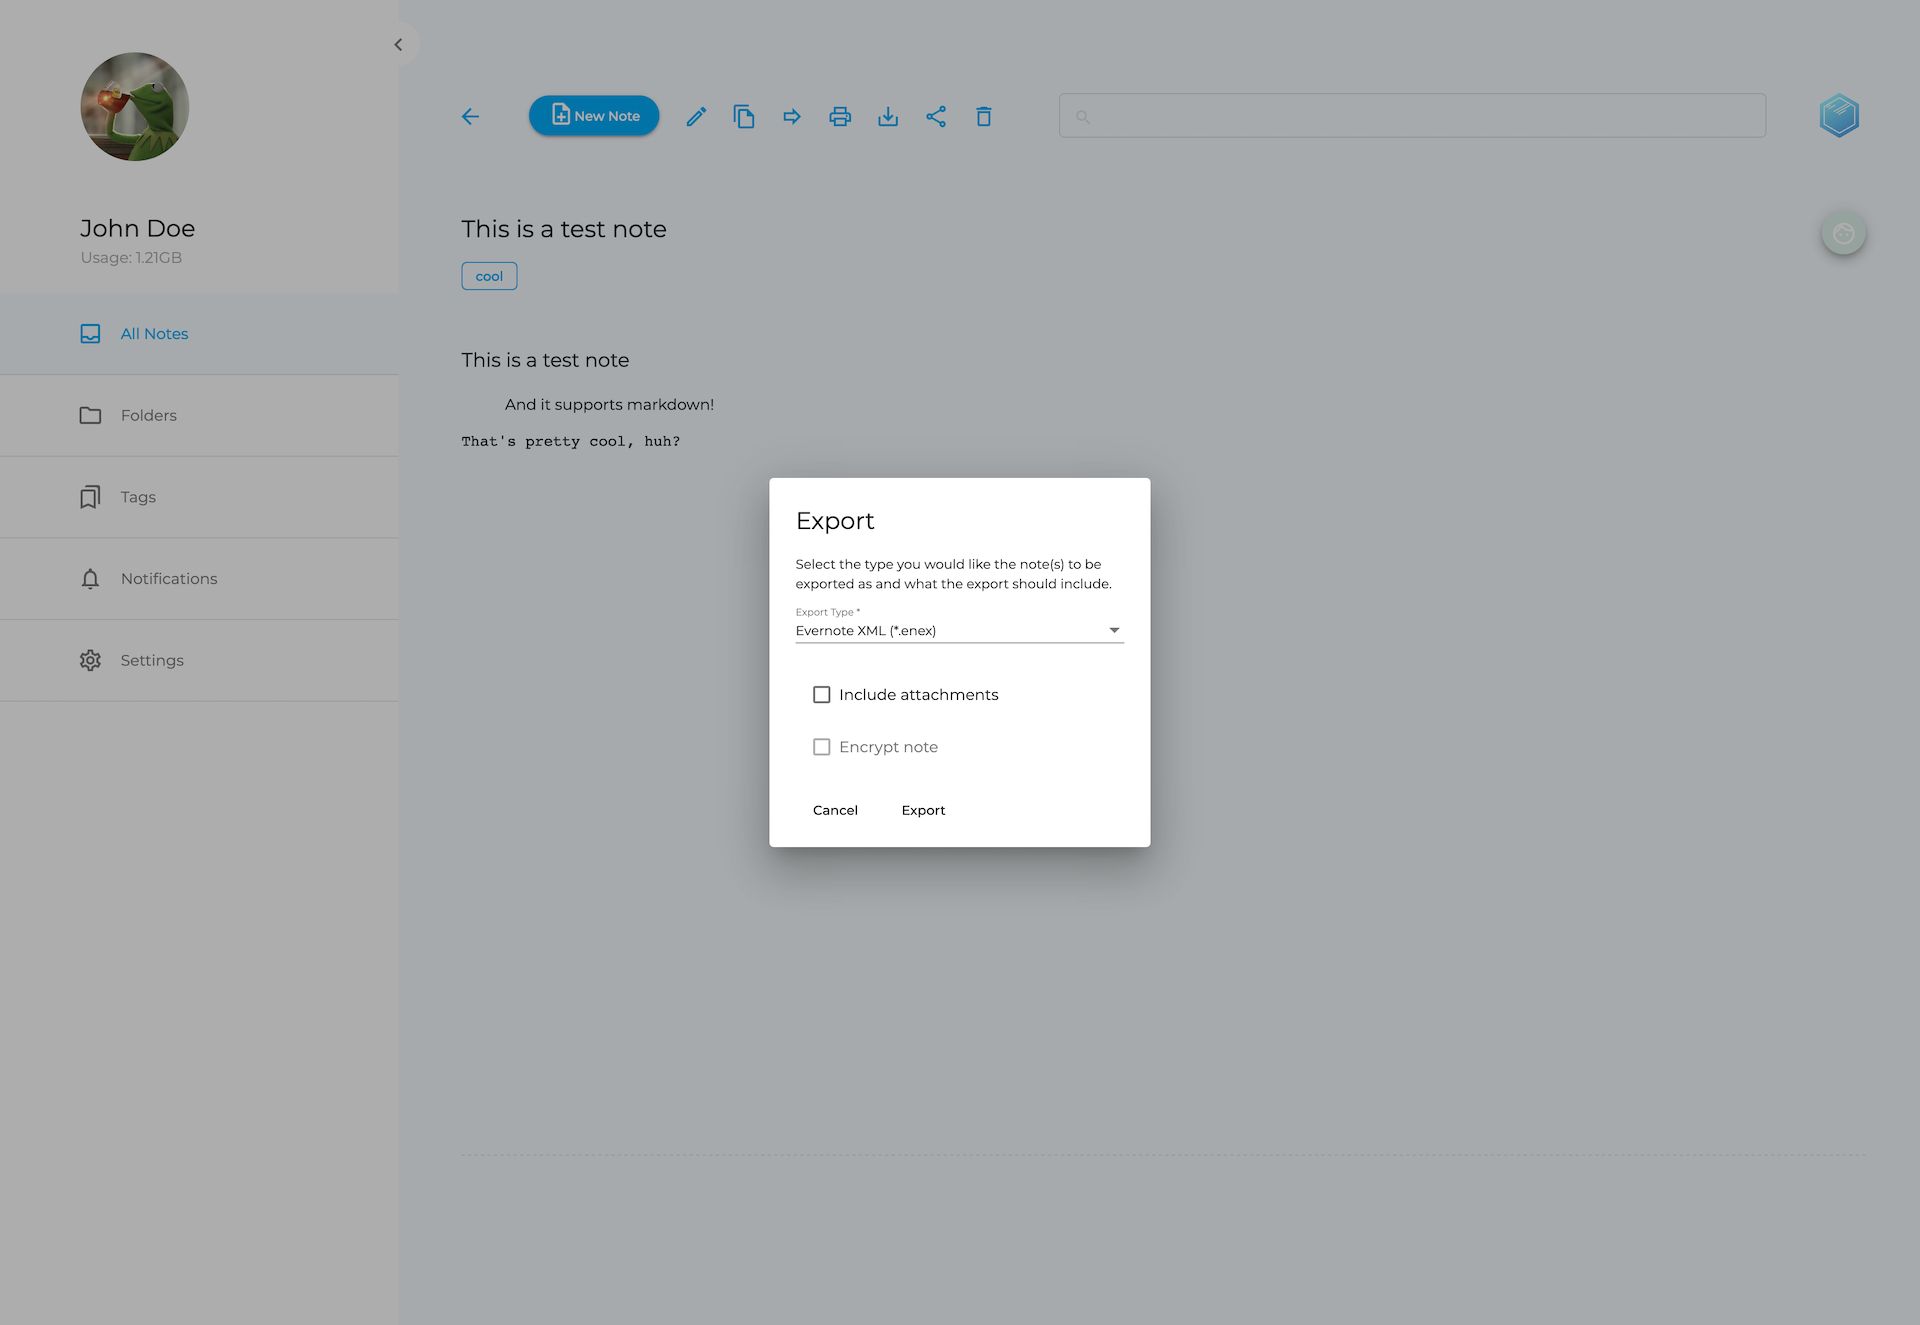 New Note
John Doe
Usage: 1.21GB
This is a test note
cool
All Notes
Folders
Tags
Notifications
Settings
This is a test note
And it supports markdown!
That's pretty cool, huh?
Export
Select the type you would like the note(s) to be
exported as and what the export should include.
Export Type *
Evernote XML (*.enex)
Include attachments
Encrypt note
Cancel Export